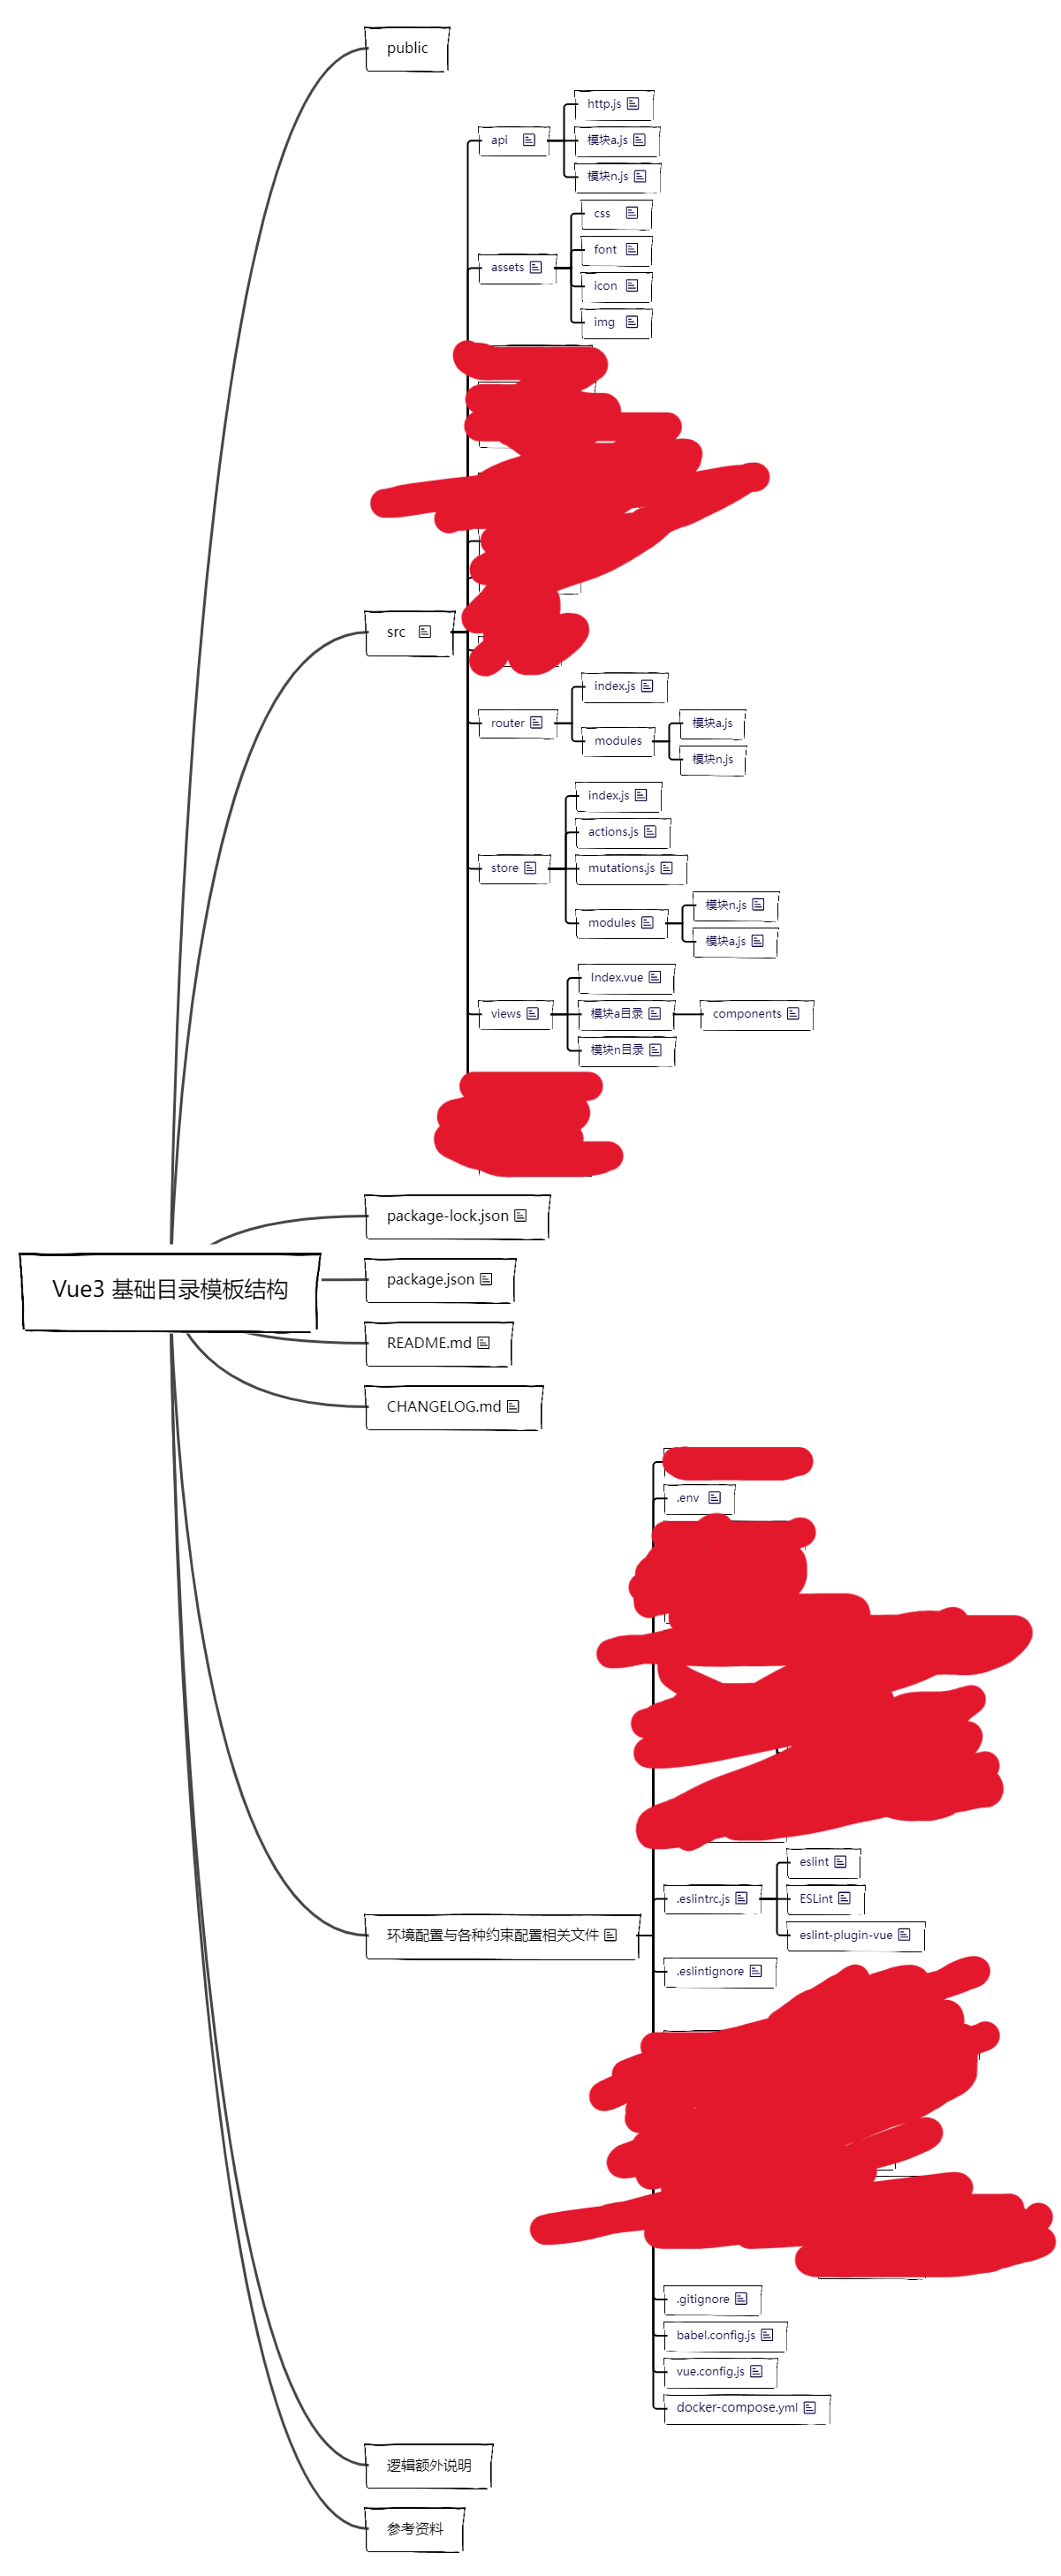 public
http.js
api
模块a.js
模块n.js
css
font
assets
icon
img
src
index.js
router
modules
模块a.js
模块n.js
index.js
actions.js
store
mutations.js
modules
模块n.js
模块a.js
Index.vue
views
模块a目录
components
模块n目录
package-lock.json
Vue3 基础目录模板结构
package.json
README.md
CHANGELOG.md
.env
eslint
.eslintrc.js
ESLint
eslint-plugin-vue
环境配置与各种约束配置相关文件
.eslintignore
.gitignore
babel.config.js
vue.config.js
docker-compose.yml
逻辑额外说明
参考资料